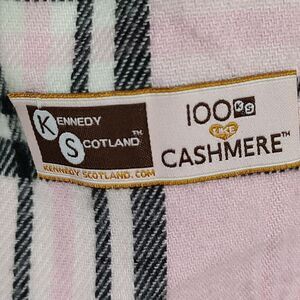 KENNEDY
SCOTLAND™
KENNEDY SCOTLAND.COM
100 KS
LIKE
CASHMERE™